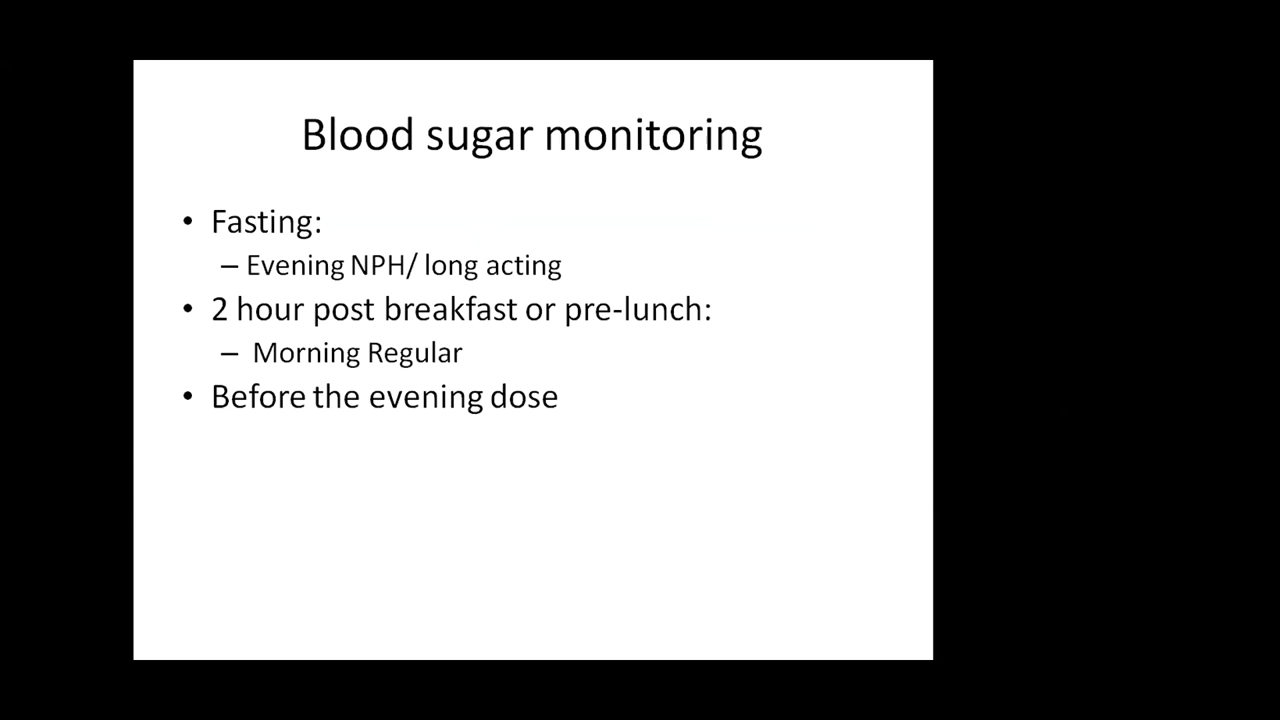 Blood sugar monitoring
• Fasting:
– Evening NPH/ long acting
• 2 hour post breakfast or pre-lunch:
– Morning Regular
• Before the evening dose